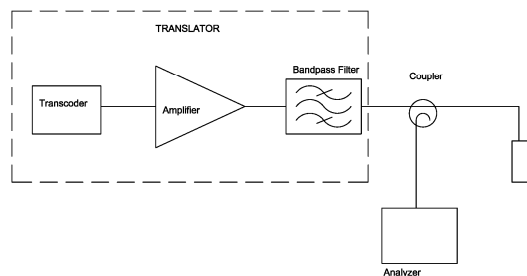 TRANSLATOR
Bandpass Filter
Coupler
Transcoder
Amplifier
Analyzer